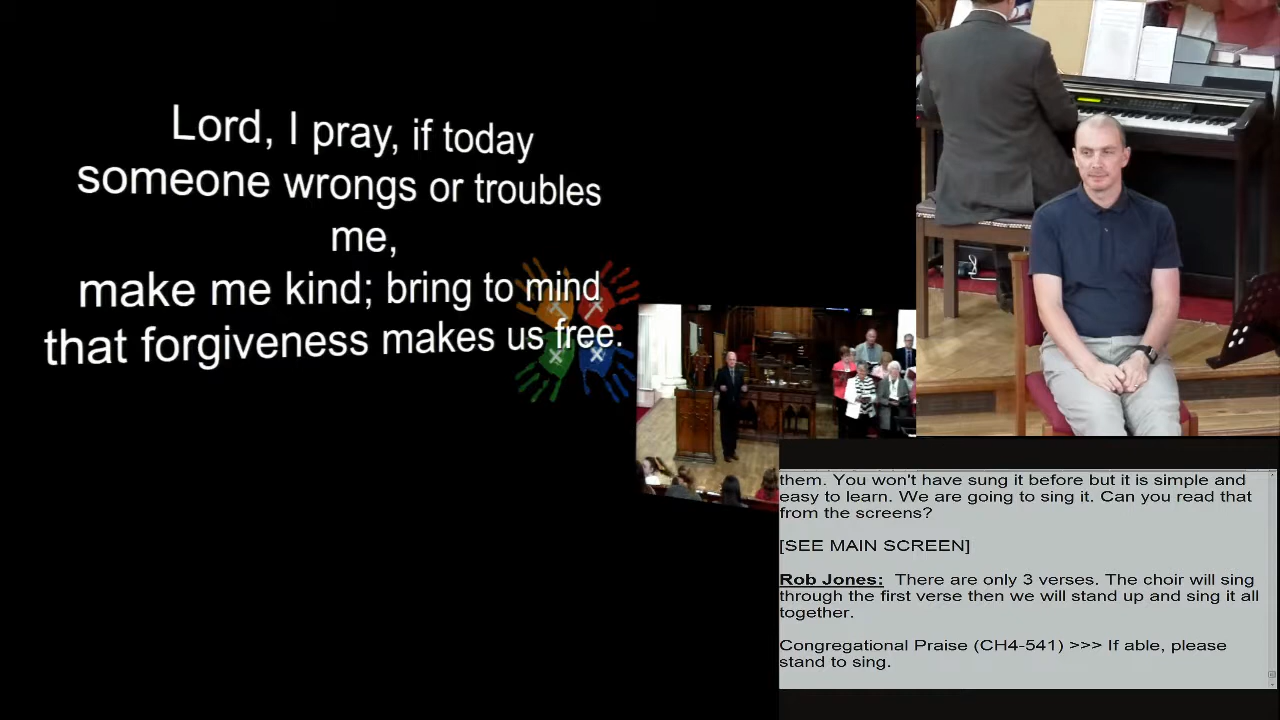 Lord, I pray, if today
someone wrongs or troubles
me,
make me kind; bring to mind
that forgiveness makes us free.
them. You won't have sung it before but it is simple and
easy to learn. We are going to sing it. Can you read that
from the screens?
[SEE MAIN SCREEN]
Rob Jones: There are only 3 verses. The choir will sing
through the first verse then we will stand up and sing it all
together.
Congregational Praise (CH4-541) >>> If able, please
stand to sing.